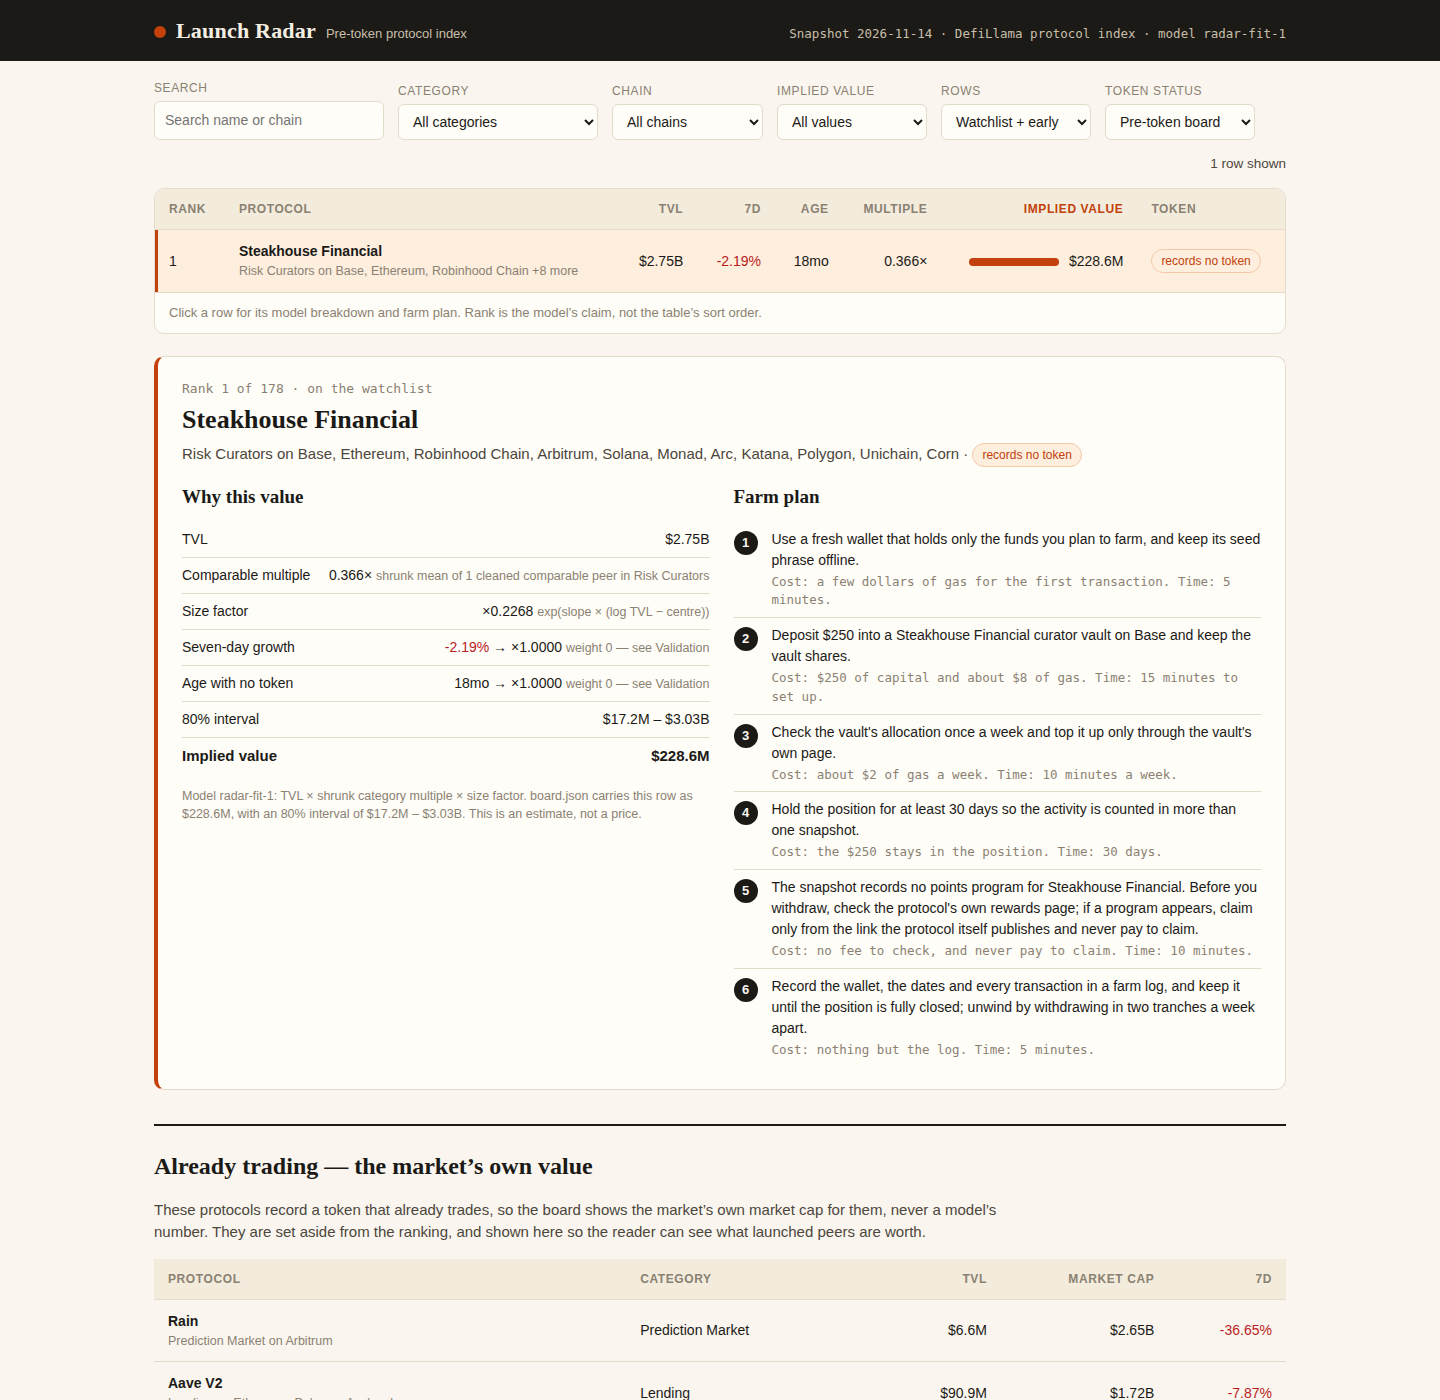 Launch Radar Pre-token protocol index
Snapshot 2026-11-14 · DefiLlama protocol index · model radar-fit-1
SEARCH
Search name or chain
CATEGORY
All categories
CHAIN
All chains
IMPLIED VALUE
All values
ROWS
Watchlist + early
TOKEN STATUS
Pre-token board
1 row shown
RANK PROTOCOL TVL 7D AGE MULTIPLE IMPLIED VALUE TOKEN
1 Steakhouse Financial $2.75B -2.19% 18mo 0.366× $228.6M records no token
Risk Curators on Base, Ethereum, Robinhood Chain +8 more
Click a row for its model breakdown and farm plan. Rank is the model's claim, not the table's sort order.
Rank 1 of 178 · on the watchlist
Steakhouse Financial
Risk Curators on Base, Ethereum, Robinhood Chain, Arbitrum, Solana, Monad, Arc, Katana, Polygon, Unichain, Corn · records no token
Why this value
TVL $2.75B
Comparable multiple 0.366× shrunk mean of 1 cleaned comparable peer in Risk Curators
Size factor ×0.2268 exp(slope × (log TVL − centre))
Seven-day growth -2.19% → ×1.0000 weight 0 — see Validation
Age with no token 18mo → ×1.0000 weight 0 — see Validation
80% interval $17.2M – $3.03B
Implied value $228.6M
Model radar-fit-1: TVL × shrunk category multiple × size factor. board.json carries this row as
$228.6M, with an 80% interval of $17.2M – $3.03B. This is an estimate, not a price.
Farm plan
1 Use a fresh wallet that holds only the funds you plan to farm, and keep its seed
phrase offline.
Cost: a few dollars of gas for the first transaction. Time: 5
minutes.
2 Deposit $250 into a Steakhouse Financial curator vault on Base and keep the
vault shares.
Cost: $250 of capital and about $8 of gas. Time: 15 minutes to
set up.
3 Check the vault's allocation once a week and top it up only through the vault's
own page.
Cost: about $2 of gas a week. Time: 10 minutes a week.
4 Hold the position for at least 30 days so the activity is counted in more than
one snapshot.
Cost: the $250 stays in the position. Time: 30 days.
5 The snapshot records no points program for Steakhouse Financial. Before you
withdraw, check the protocol's own rewards page; if a program appears, claim
only from the link the protocol itself publishes and never pay to claim.
Cost: no fee to check, and never pay to claim. Time: 10 minutes.
6 Record the wallet, the dates and every transaction in a farm log, and keep it
until the position is fully closed; unwind by withdrawing in two tranches a week
apart.
Cost: nothing but the log. Time: 5 minutes.
Already trading — the market's own value
These protocols record a token that already trades, so the board shows the market's own market cap for them, never a model's
number. They are set aside from the ranking, and shown here so the reader can see what launched peers are worth.
PROTOCOL CATEGORY TVL MARKET CAP 7D
Rain Prediction Market $6.6M $2.65B -36.65%
Prediction Market on Arbitrum
Aave V2 Lending $90.9M $1.72B -7.87%